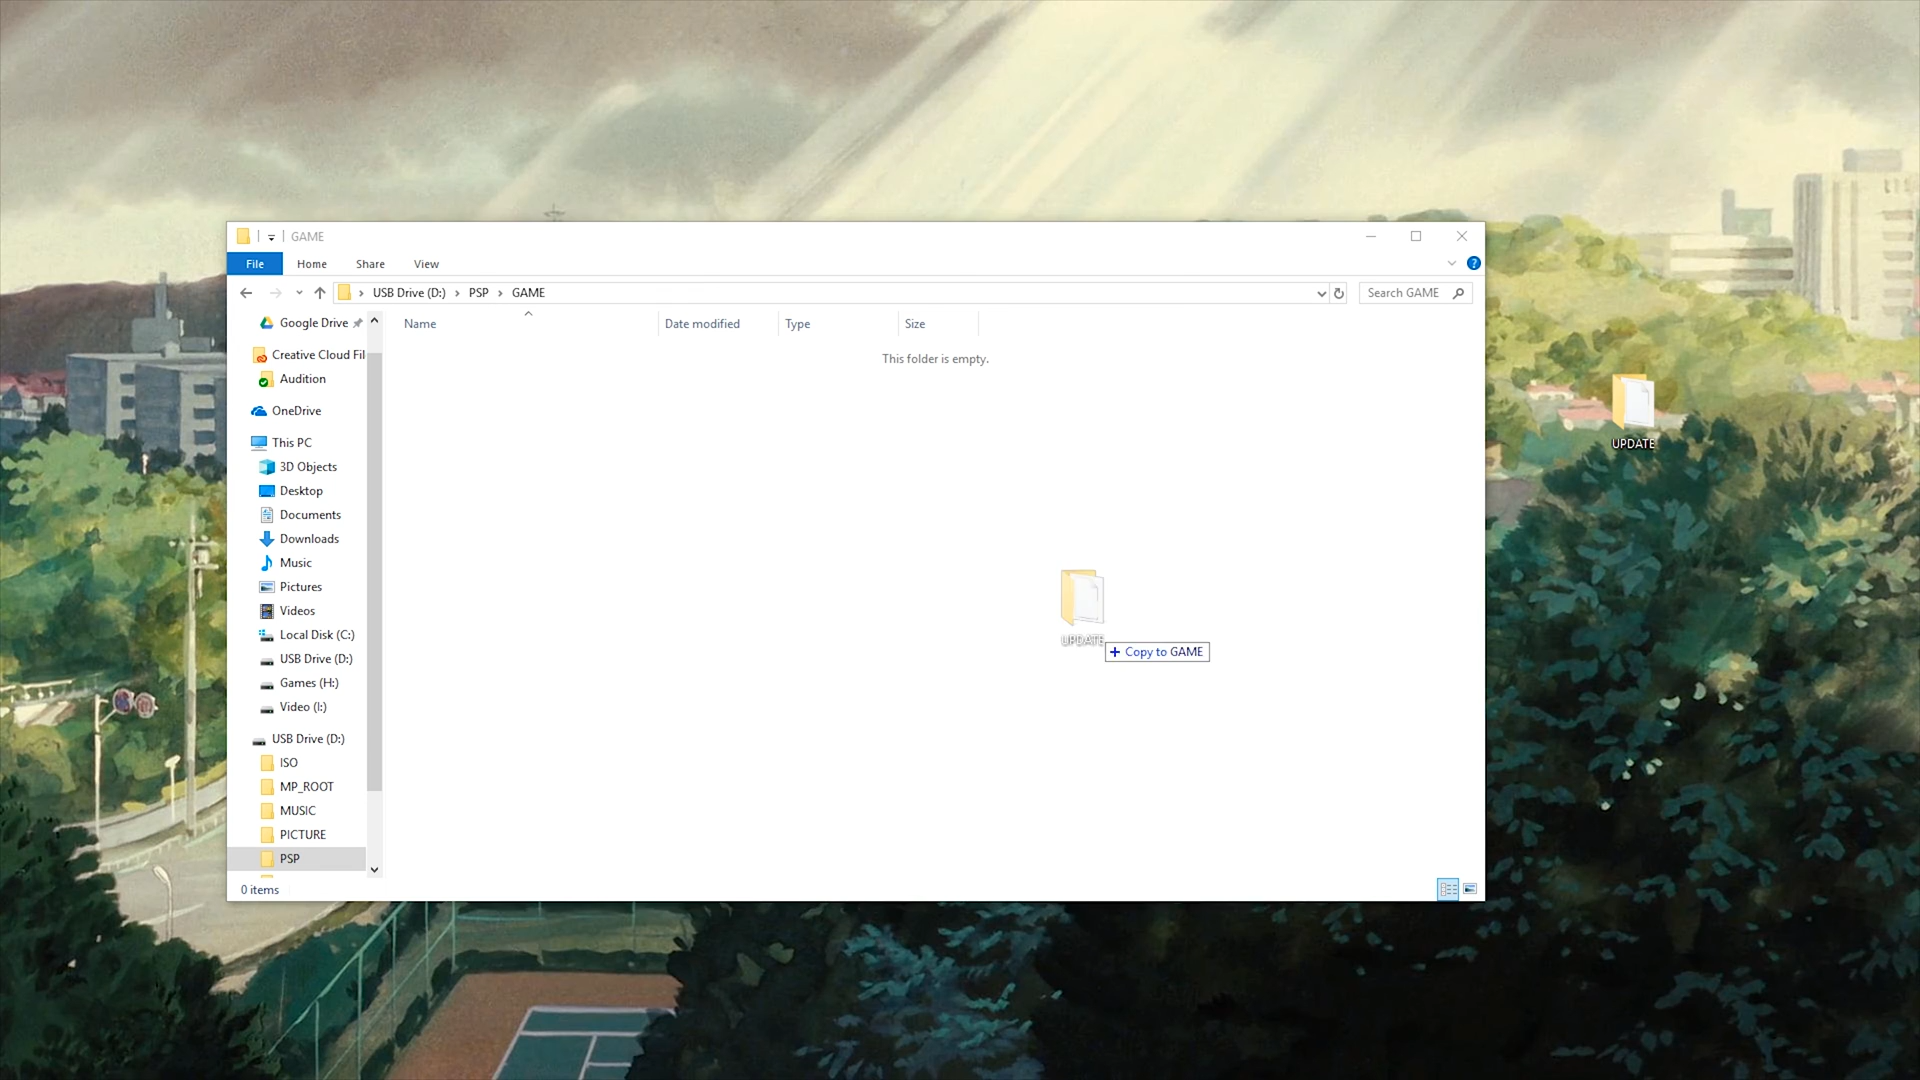 GAME
File Home Share View
USB Drive (D:) PSP GAME
Search GAME
Name Date modified Type Size
This folder is empty.
Google Drive
Creative Cloud Fil
Audition
OneDrive
This PC
3D Objects
Desktop
Documents
Downloads
Music
Pictures
Videos
Local Disk (C:)
USB Drive (D:)
Games (H:)
Video (I:)
USB Drive (D:)
ISO
MP_ROOT
MUSIC
PICTURE
PSP
0 items
UPDATE
+ Copy to GAME
UPDATE